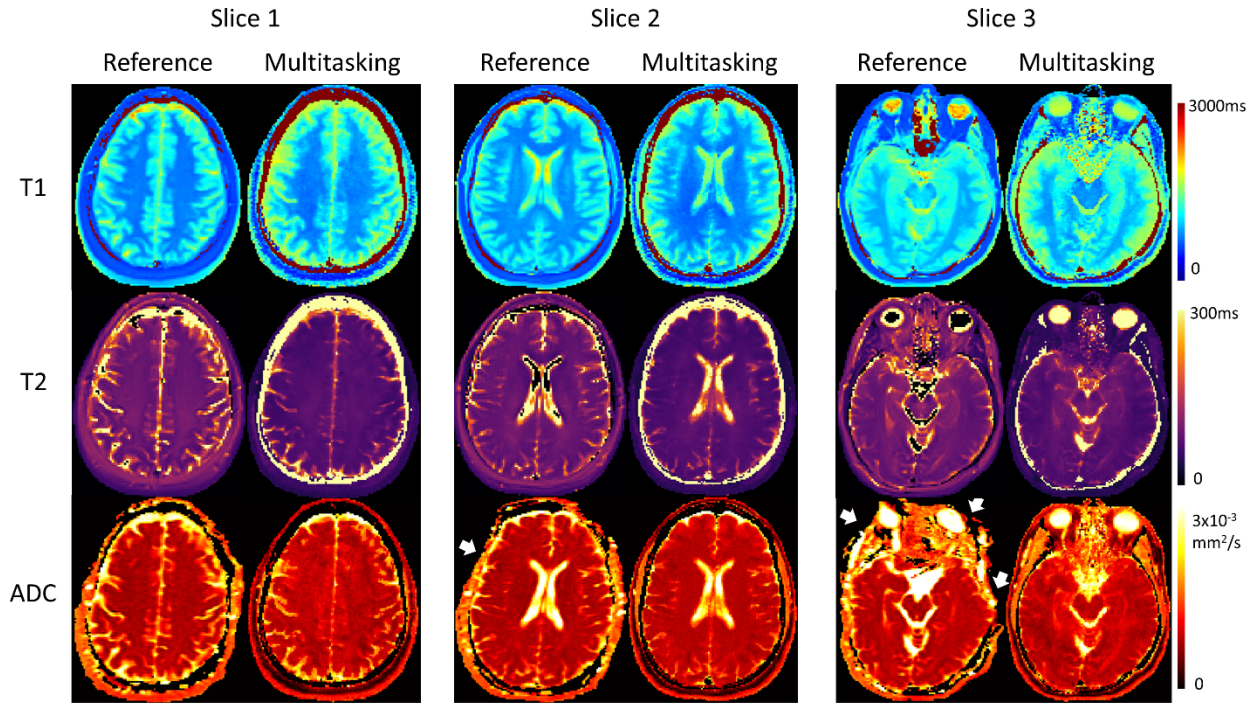 Slice 1 Slice 2 Slice 3
Reference Multitasking Reference Multitasking Reference Multitasking
3000ms
T1
0
300ms
T2
0
3x10⁻³
mm²/s
ADC
0